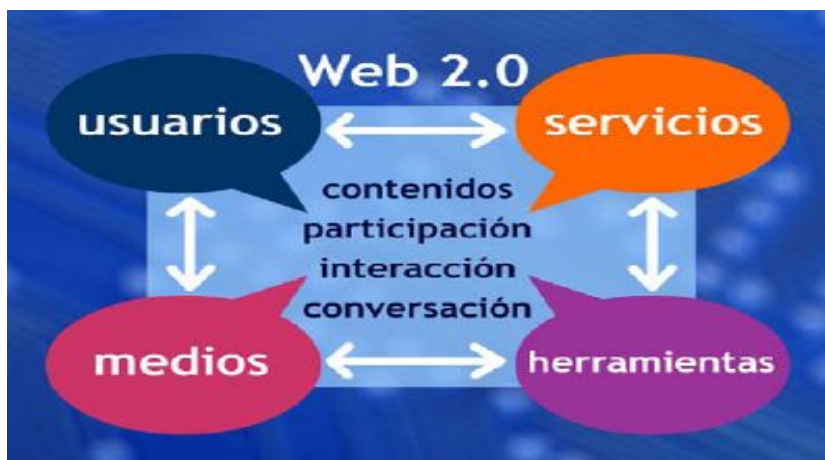 Web 2.0
usuarios
servicios
contenidos
participación
interacción
conversación
medios
herramientas